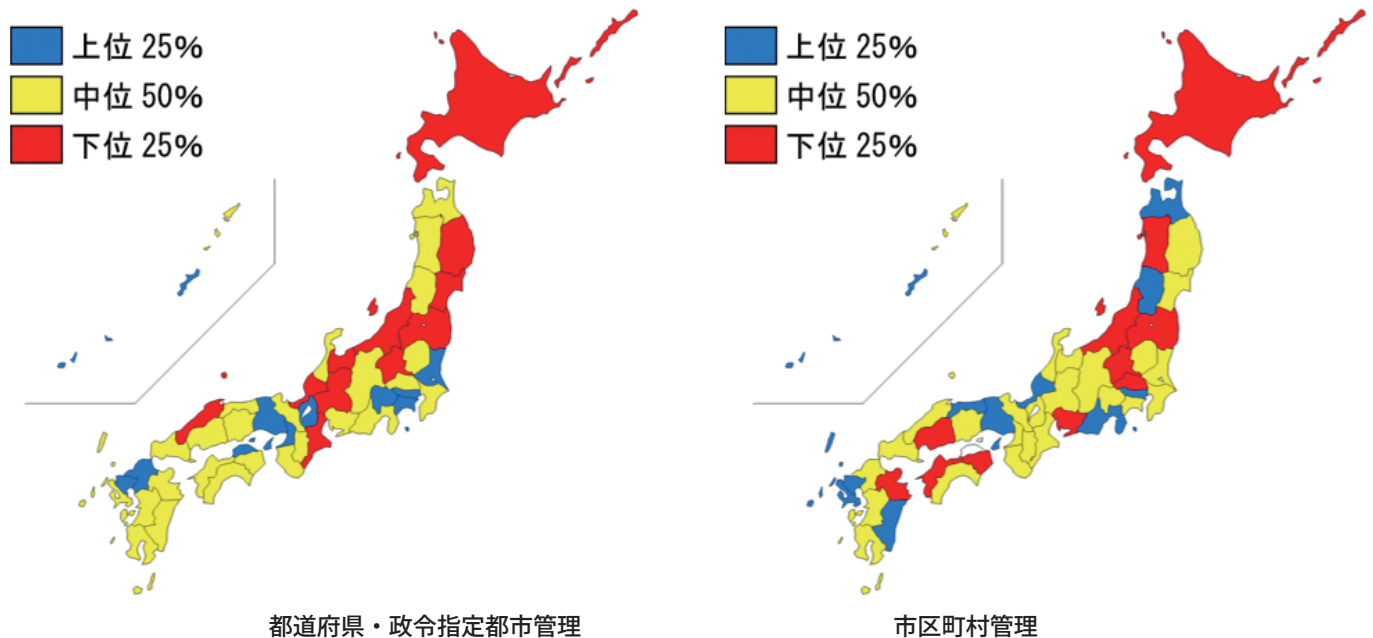 上位 25%
中位 50%
下位 25%
上位 25%
中位 50%
下位 25%
都道府県・政令指定都市管理
市区町村管理